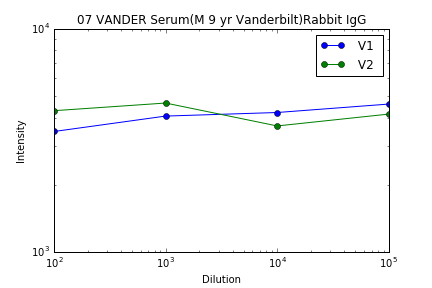 07 VANDER Serum(M 9 yr Vanderbilt)Rabbit IgG
10^4
V1
V2
Intensity
10^3
10^2 10^3 10^4 10^5
Dilution